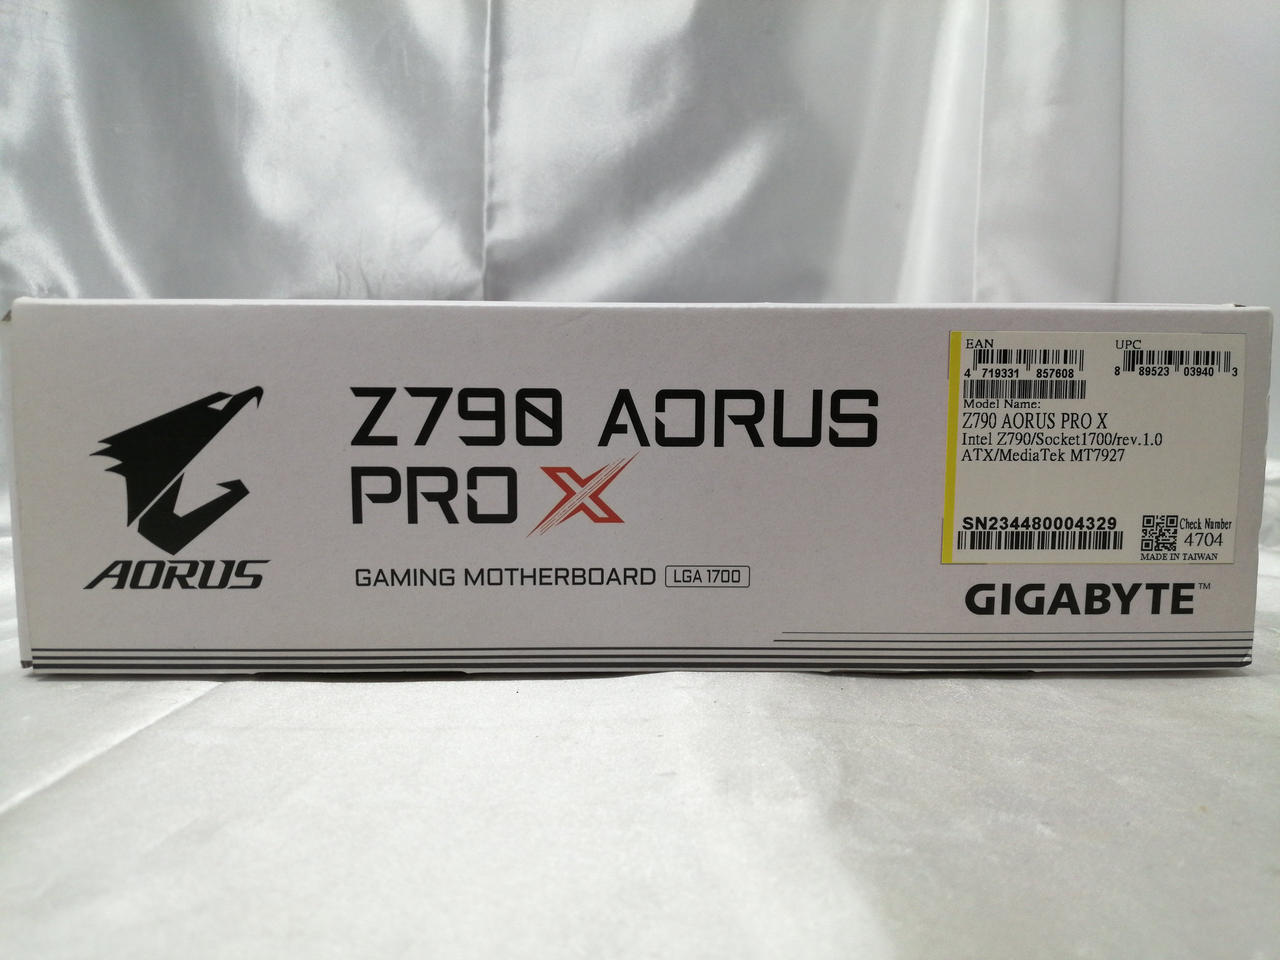 AORUS
Z790 AORUS
PRO X
GAMING MOTHERBOARD LGA 1700
EAN
4 719331 857608
UPC
8 89523 03940 3
Model Name:
Z790 AORUS PRO X
Intel Z790/Socket1700/rev.1.0
ATX/MediaTek MT7927
SN234480004329
Check Number
4704
MADE IN TAIWAN
GIGABYTE™